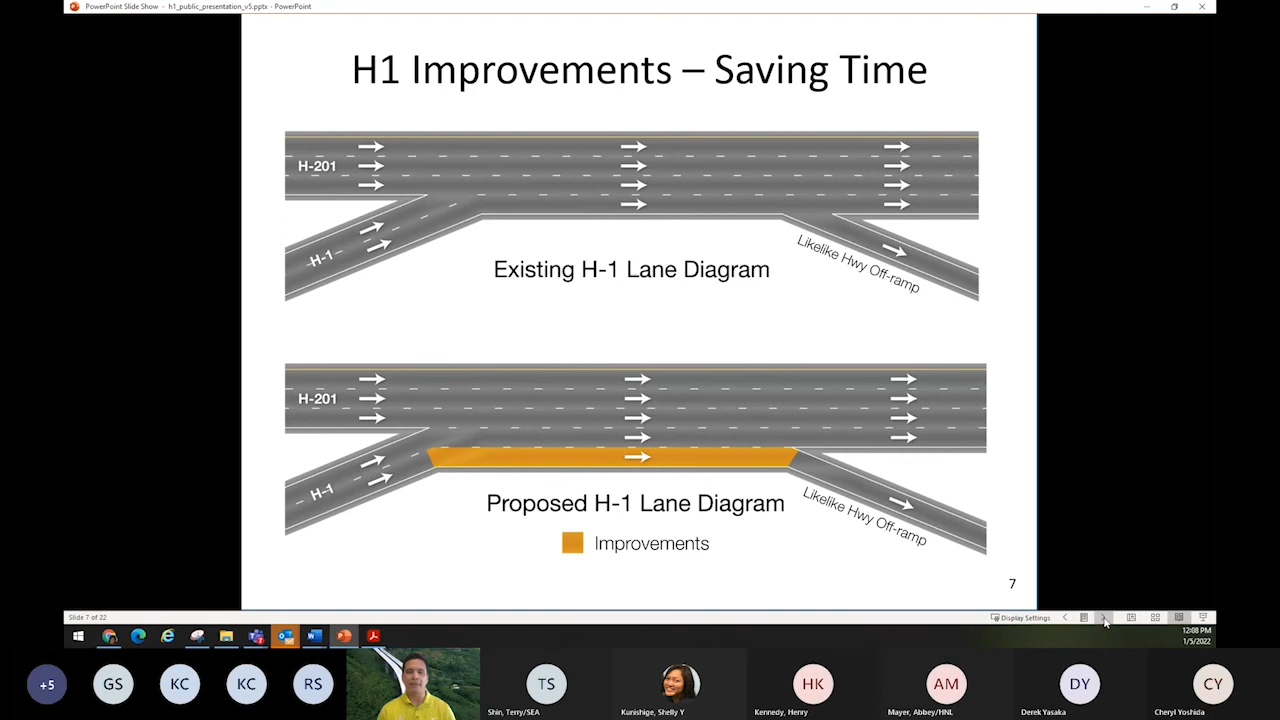 PowerPoint Slide Show - h1_public_presentation_v5.pptx - PowerPoint
H1 Improvements – Saving Time
H-201
H-1
Likelike Hwy Off-ramp
Existing H-1 Lane Diagram
H-201
H-1
Likelike Hwy Off-ramp
Proposed H-1 Lane Diagram
Improvements
7
Slide 7 of 22
Display Settings
12:08 PM
1/5/2022
+5
GS
KC
KC
RS
TS
HK
AM
DY
CY
Shin, Terry/SEA
Kunishige, Shelly Y
Kennedy, Henry
Mayer, Abbey/HNL
Derek Yasaka
Cheryl Yoshida